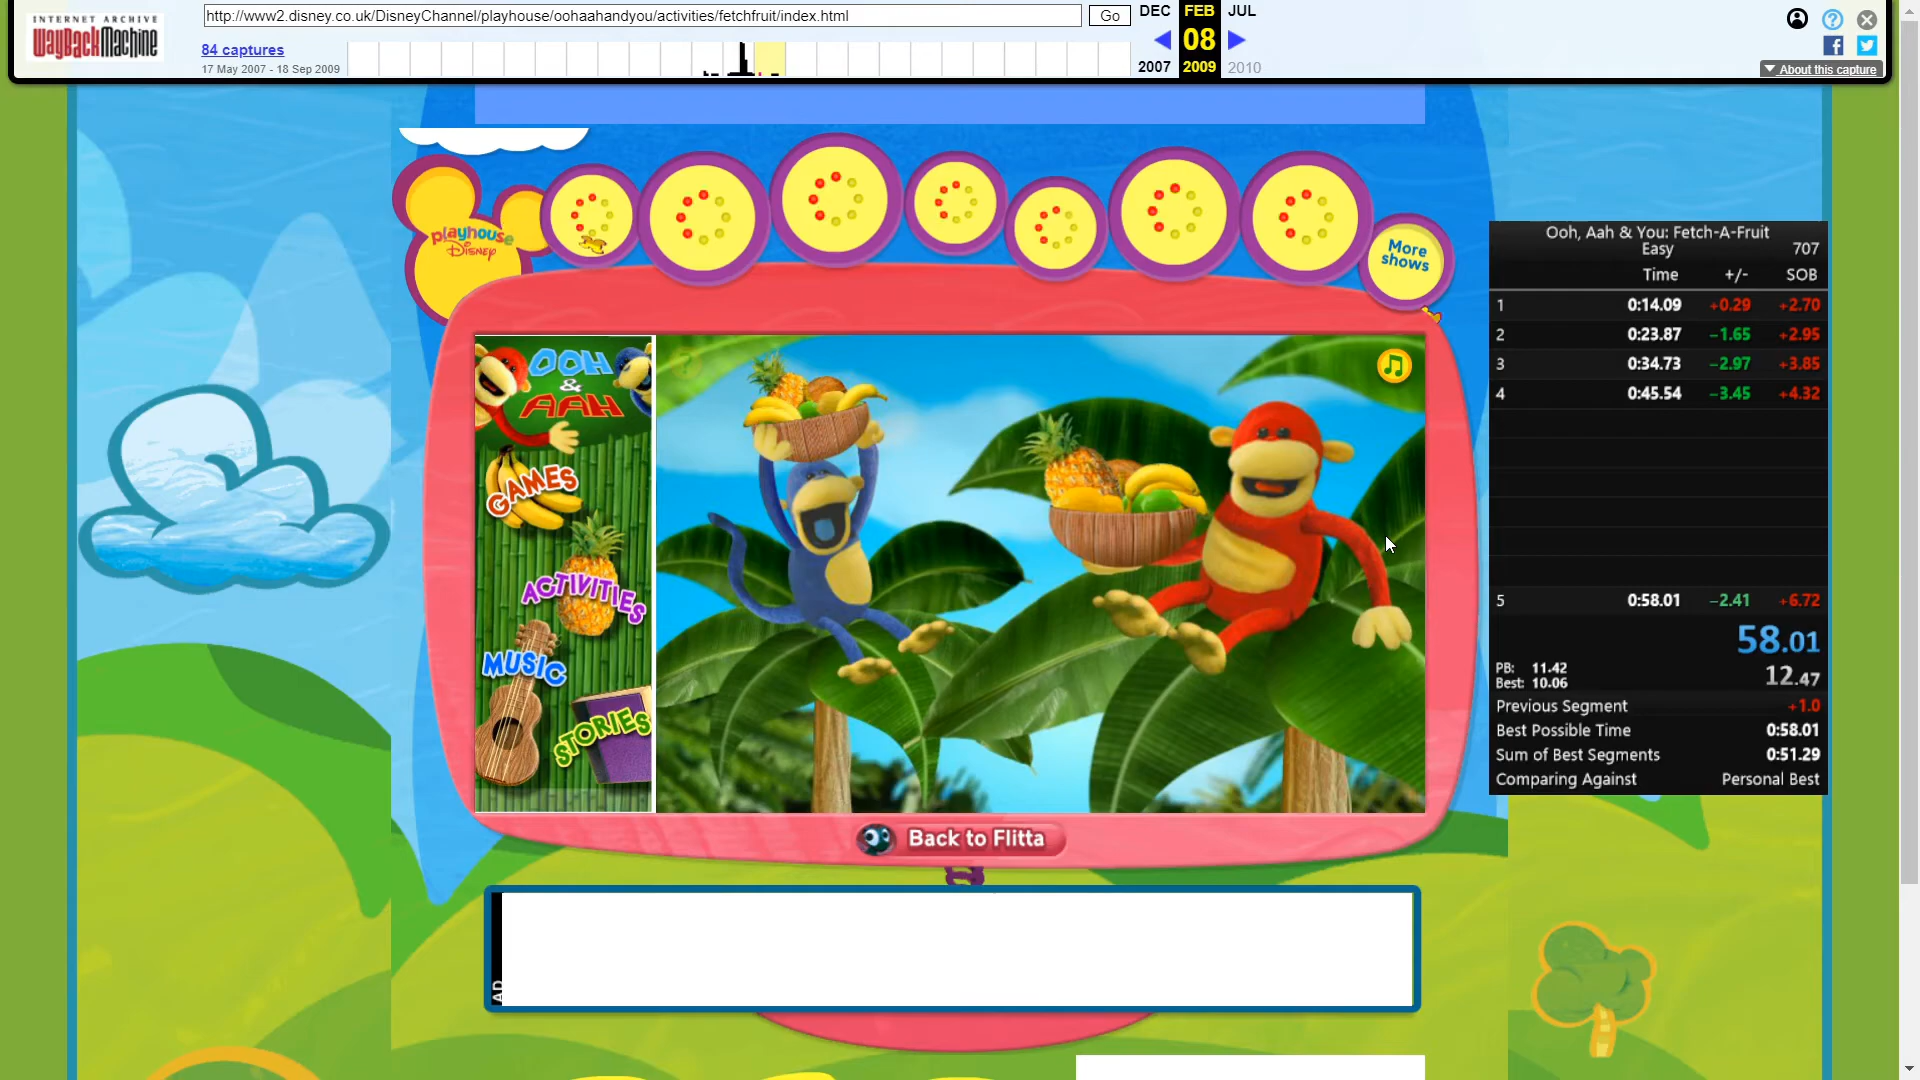 INTERNET ARCHIVE
WayBackMachine
http://www2.disney.co.uk/DisneyChannel/playhouse/oohaahandyou/activities/fetchfruit/index.html
Go
84 captures
17 May 2007 - 18 Sep 2009
DEC FEB JUL
08
2007 2009 2010
?
f
About this capture
playhouse
Disney
More
shows
OOH
&
AAH
GAMES
ACTIVITIES
MUSIC
STORIES
?
Back to Flitta
AD
Ooh, Aah & You: Fetch-A-Fruit
Easy 707
Time +/- SOB
1 0:14.09 +0.29 +2.70
2 0:23.87 −1.65 +2.95
3 0:34.73 −2.97 +3.85
4 0:45.54 −3.45 +4.32
5 0:58.01 −2.41 +6.72
58.01
PB: 11.42
Best: 10.06
12.47
Previous Segment +1.0
Best Possible Time 0:58.01
Sum of Best Segments 0:51.29
Comparing Against Personal Best